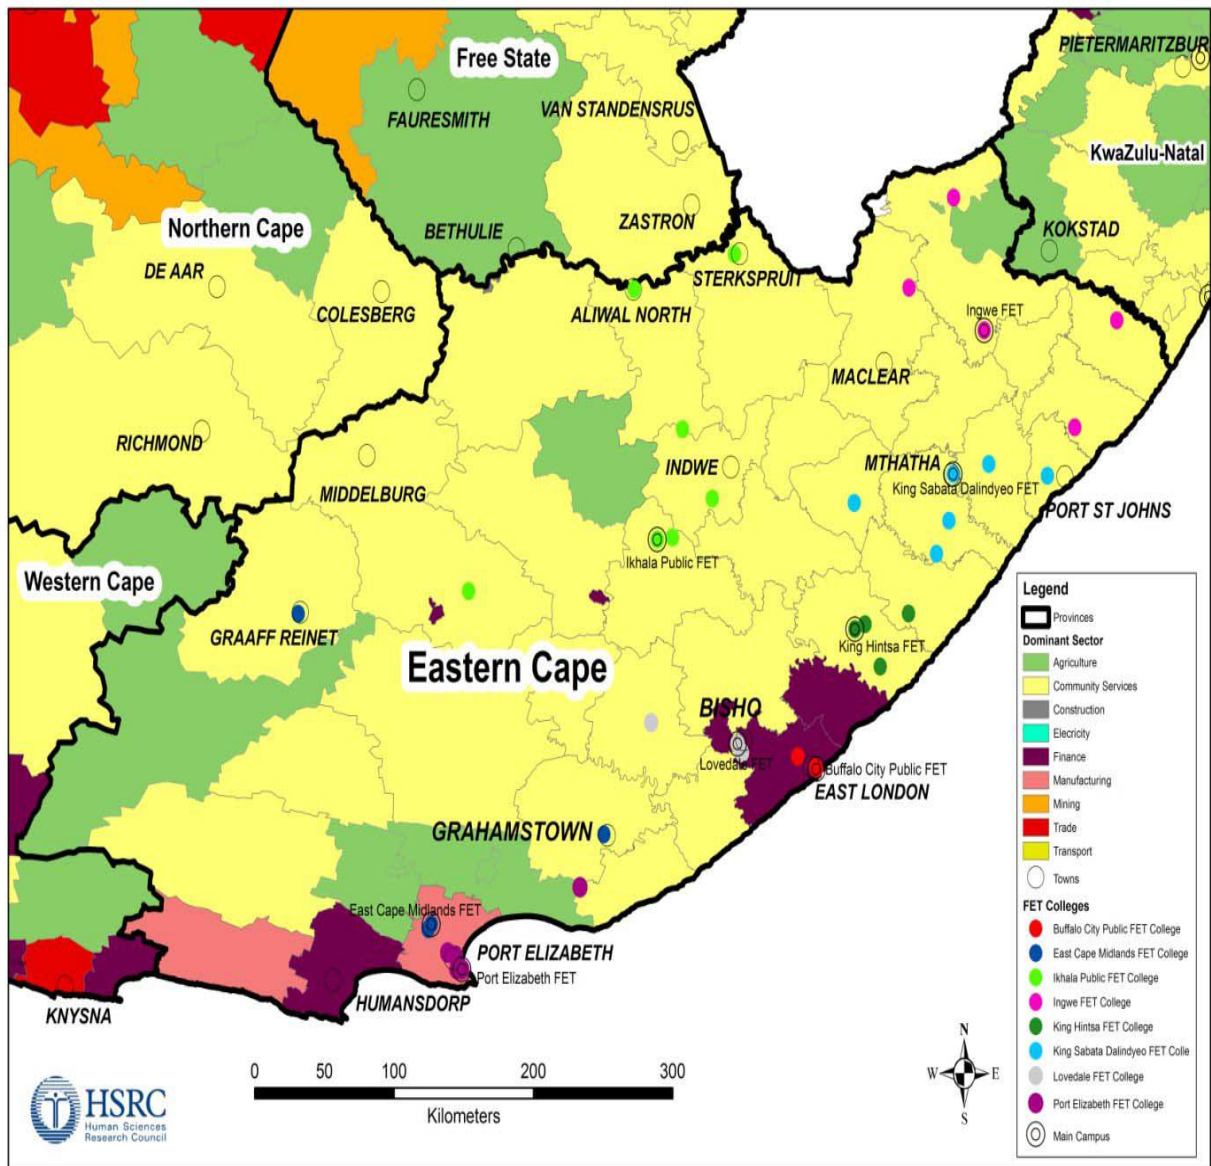 Free State
PIETERMARITZBUR
VAN STANDENSRUS
FAURESMITH
KwaZulu-Natal
Northern Cape
BETHULIE
ZASTRON
KOKSTAD
DE AAR
STERKSPRUIT
COLESBERG
ALIWAL NORTH
Ingwe FET
MACLEAR
RICHMOND
INDWE
MTHATHA
MIDDELBURG
King Sabata Dalindyeo FET
PORT ST JOHNS
Ikhala Public FET
Western Cape
GRAAFF REINET
King Hintsa FET
Eastern Cape
BISHO
Lovedale FET
Buffalo City Public FET
EAST LONDON
GRAHAMSTOWN
East Cape Midlands FET
PORT ELIZABETH
Port Elizabeth FET
HUMANSDORP
KNYSNA
Legend
Provinces
Dominant Sector
Agriculture
Community Services
Construction
Elecricity
Finance
Manufacturing
Mining
Trade
Transport
Towns
FET Colleges
Buffalo City Public FET College
East Cape Midlands FET College
Ikhala Public FET College
Ingwe FET College
King Hintsa FET College
King Sabata Dalindyeo FET Colle
Lovedale FET College
Port Elizabeth FET College
Main Campus
N
W E
S
0 50 100 200 300
Kilometers
HSRC
Human Sciences
Research Council